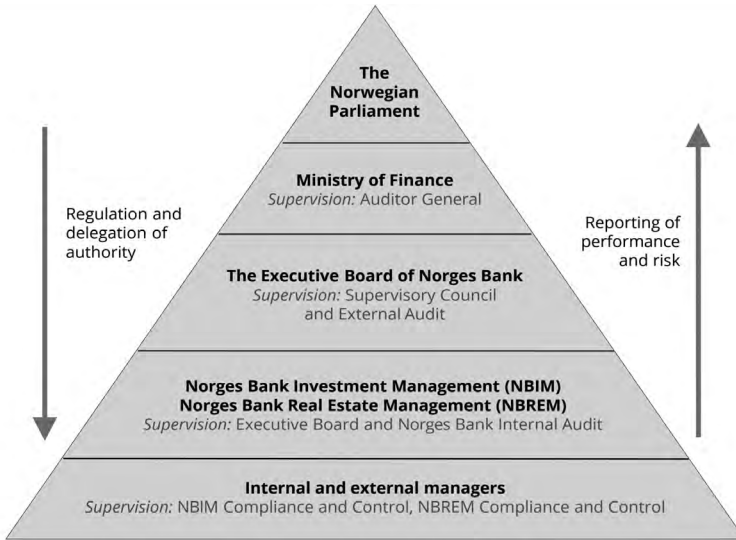 The
Norwegian
Parliament
Ministry of Finance
Supervision: Auditor General
Regulation and
delegation of
authority
Reporting of
performance
and risk
The Executive Board of Norges Bank
Supervision: Supervisory Council
and External Audit
Norges Bank Investment Management (NBIM)
Norges Bank Real Estate Management (NBREM)
Supervision: Executive Board and Norges Bank Internal Audit
Internal and external managers
Supervision: NBIM Compliance and Control, NBREM Compliance and Control